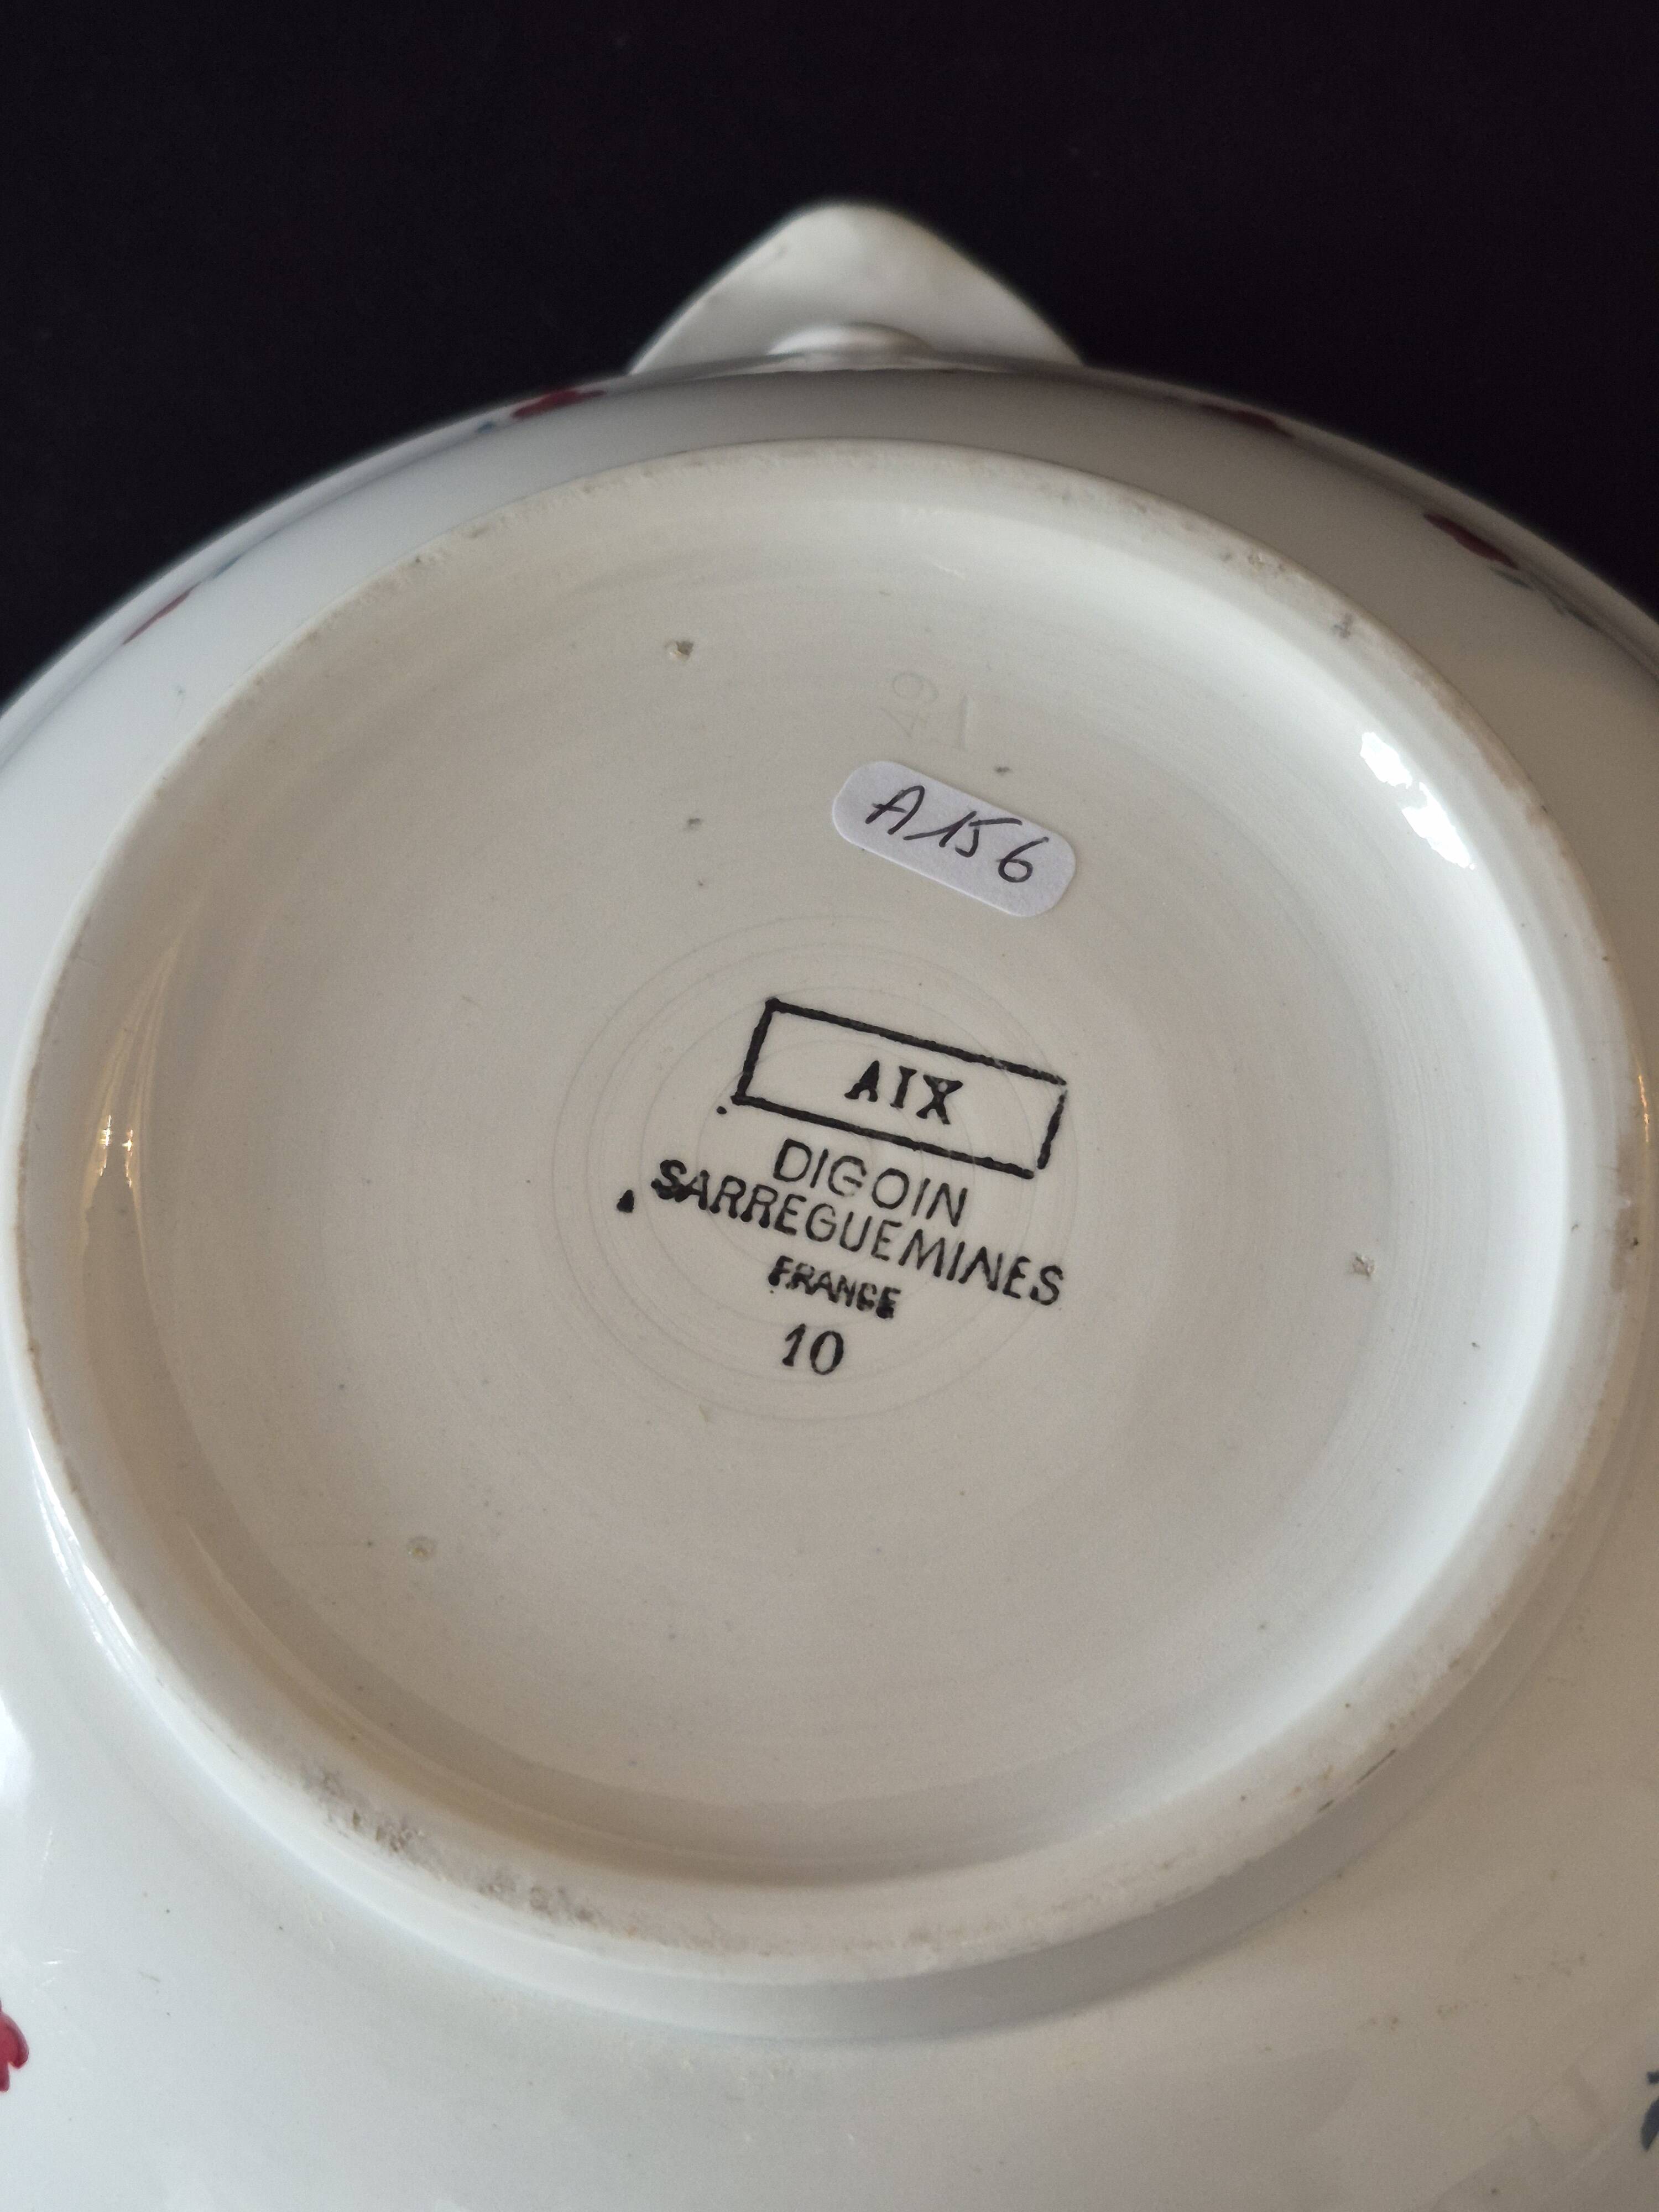 A156
AIX
DIGOIN
SARREGUEMINES
FRANCE
10